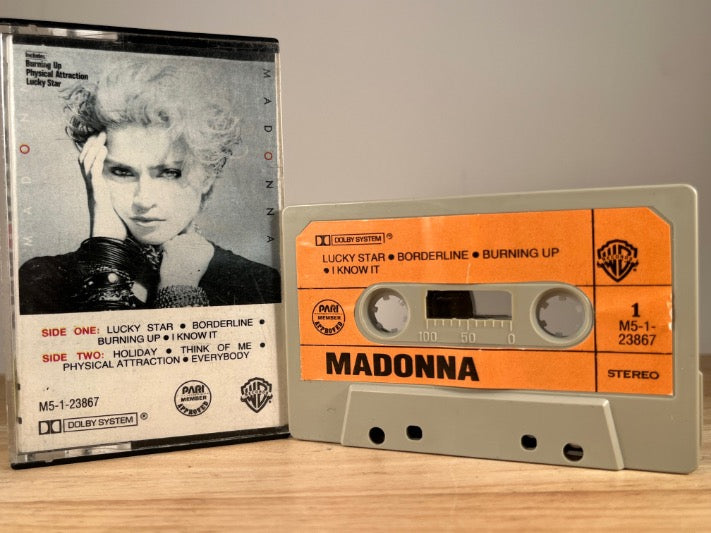 Includes:
Burning Up
Physical Attraction
Lucky Star
MADONNA
MADONNA
SIDE ONE: LUCKY STAR ● BORDERLINE ●
BURNING UP ● I KNOW IT
SIDE TWO: HOLIDAY ● THINK OF ME ●
PHYSICAL ATTRACTION ● EVERYBODY
PARI
MEMBER
APPROVED
M5-1-23867
DOLBY SYSTEM ®
DOLBY SYSTEM ®
LUCKY STAR ● BORDERLINE ● BURNING UP
● I KNOW IT
PARI
MEMBER
APPROVED
100 50 0
MADONNA
1
M5-1-
23867
STEREO